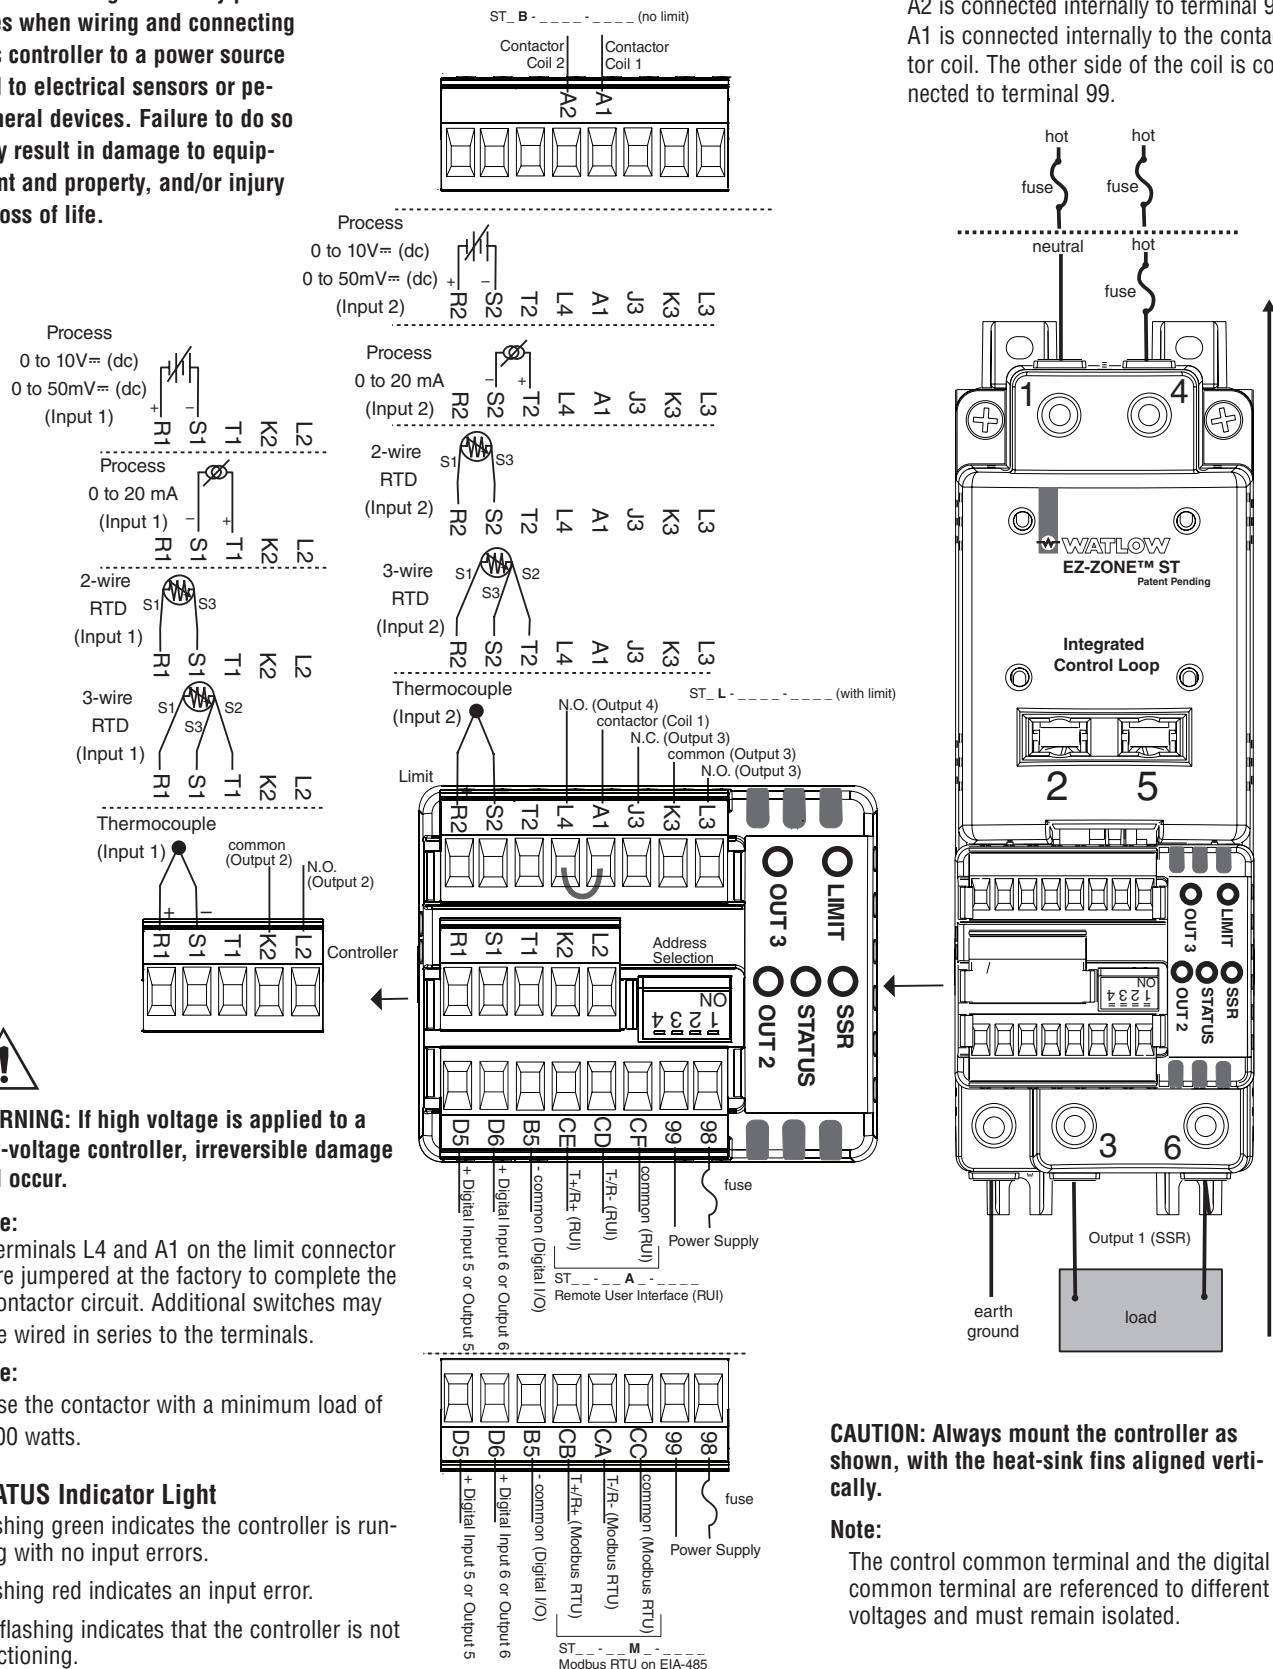 es when wiring and connecting
s controller to a power source
to electrical sensors or pe-
eral devices. Failure to do so
y result in damage to equip-
nt and property, and/or injury
oss of life.
ST_ B - _ _ _ _ - _ _ _ _ (no limit)
Contactor Coil 2
Contactor Coil 1
A2 A1
A2 is connected internally to terminal 9
A1 is connected internally to the contac-
tor coil. The other side of the coil is co
nected to terminal 99.
Process
0 to 10V⎓ (dc)
0 to 50mV⎓ (dc)
(Input 2)
+ –
R2 S2 T2 L4 A1 J3 K3 L3
Process
0 to 20 mA
(Input 2)
– +
R2 S2 T2 L4 A1 J3 K3 L3
2-wire
RTD
(Input 2)
S1 S3
R2 S2 T2 L4 A1 J3 K3 L3
3-wire
RTD
(Input 2)
S1 S3 S2
R2 S2 T2 L4 A1 J3 K3 L3
Thermocouple
(Input 2)
ST_ L - _ _ _ _ - _ _ _ _ (with limit)
N.O. (Output 4)
contactor (Coil 1)
N.C. (Output 3)
common (Output 3)
N.O. (Output 3)
Limit
R2 S2 T2 L4 A1 J3 K3 L3
Process
0 to 10V⎓ (dc)
0 to 50mV⎓ (dc)
(Input 1)
+ –
R1 S1 T1 K2 L2
Process
0 to 20 mA
(Input 1)
– +
R1 S1 T1 K2 L2
2-wire
RTD
(Input 1)
S1 S3
R1 S1 T1 K2 L2
3-wire
RTD
(Input 1)
S1 S3 S2
R1 S1 T1 K2 L2
Thermocouple
(Input 1)
common
(Output 2)
N.O.
(Output 2)
+ –
R1 S1 T1 K2 L2
Controller
R1 S1 T1 K2 L2
Address
Selection
ON
1 2 3 4
OUT 3
LIMIT
OUT 2
STATUS
SSR
D5 D6 B5 CE CD CF 99 98
+ Digital Input 5 or Output 5
+ Digital Input 6 or Output 6
- common (Digital I/O)
T+/R+ (RUI)
T-/R- (RUI)
common (RUI)
fuse
Power Supply
ST_ _ - _ _ A _ - _ _ _ _
Remote User Interface (RUI)
D5 D6 B5 CB CA CC 99 98
+ Digital Input 5 or Output 5
+ Digital Input 6 or Output 6
- common (Digital I/O)
T+/R+ (Modbus RTU)
T-/R- (Modbus RTU)
common (Modbus RTU)
fuse
Power Supply
ST_ _ - _ _ M _ - _ _ _ _
Modbus RTU on EIA-485
RNING: If high voltage is applied to a
-voltage controller, irreversible damage
occur.
e:
erminals L4 and A1 on the limit connector
re jumpered at the factory to complete the
ontactor circuit. Additional switches may
e wired in series to the terminals.
e:
se the contactor with a minimum load of
00 watts.
ATUS Indicator Light
shing green indicates the controller is run-
g with no input errors.
shing red indicates an input error.
flashing indicates that the controller is not
ctioning.
hot hot
fuse fuse
neutral hot
fuse
1 4
WATLOW
EZ-ZONE™ ST
Patent Pending
Integrated
Control Loop
2 5
OUT 3
LIMIT
ON
1 2 3 4
OUT 2
STATUS
SSR
3 6
Output 1 (SSR)
earth
ground
load
CAUTION: Always mount the controller as
shown, with the heat-sink fins aligned verti-
cally.
Note:
The control common terminal and the digital
common terminal are referenced to different
voltages and must remain isolated.